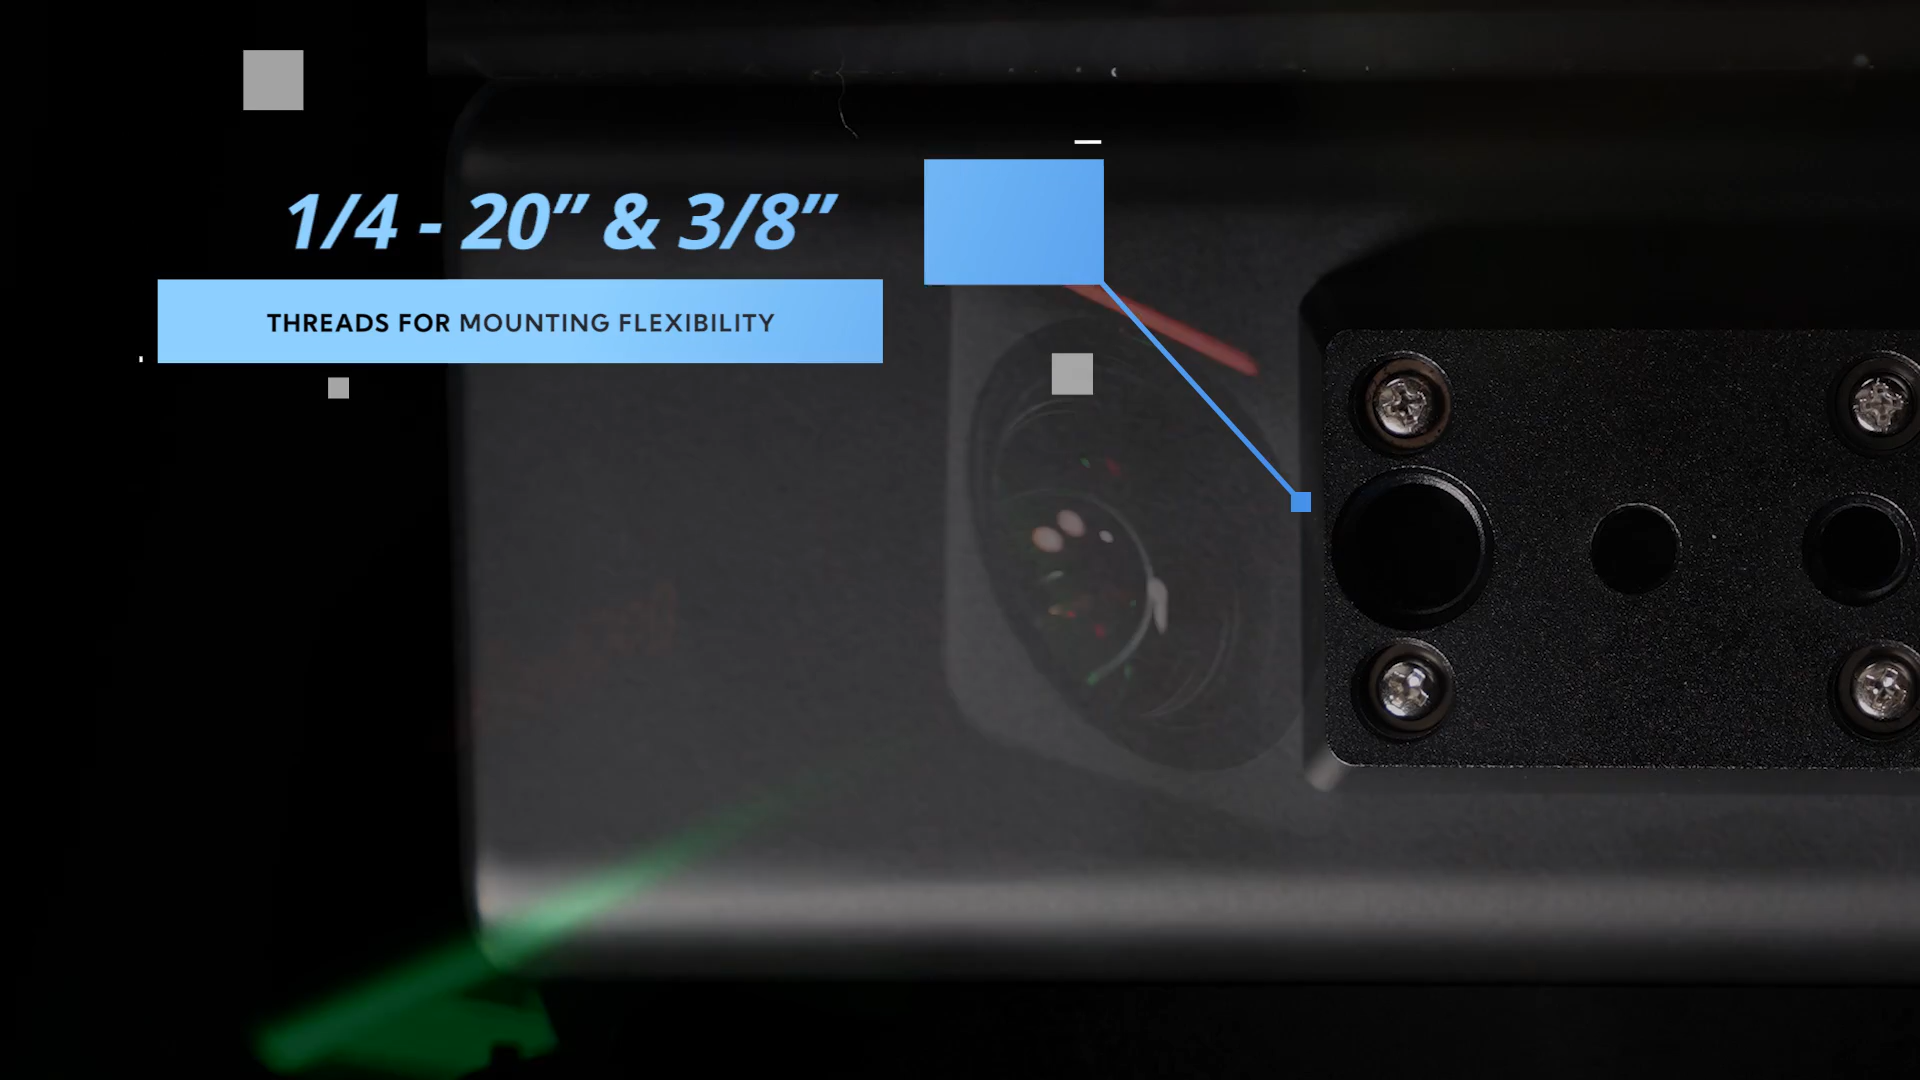 1/4 - 20” & 3/8”
THREADS FOR MOUNTING FLEXIBILITY